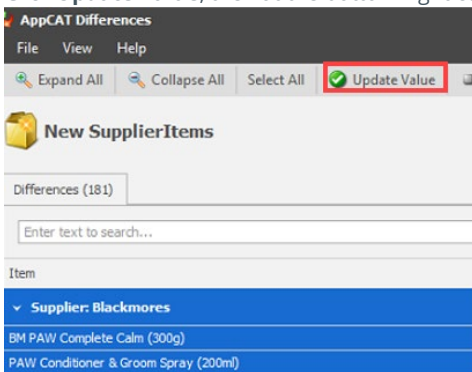 AppCAT Differences
File View Help
Expand All Collapse All Select All Update Value
New SupplierItems
Differences (181)
Enter text to search...
Item
Supplier: Blackmores
BM PAW Complete Calm (300g)
PAW Conditioner & Groom Spray (200ml)